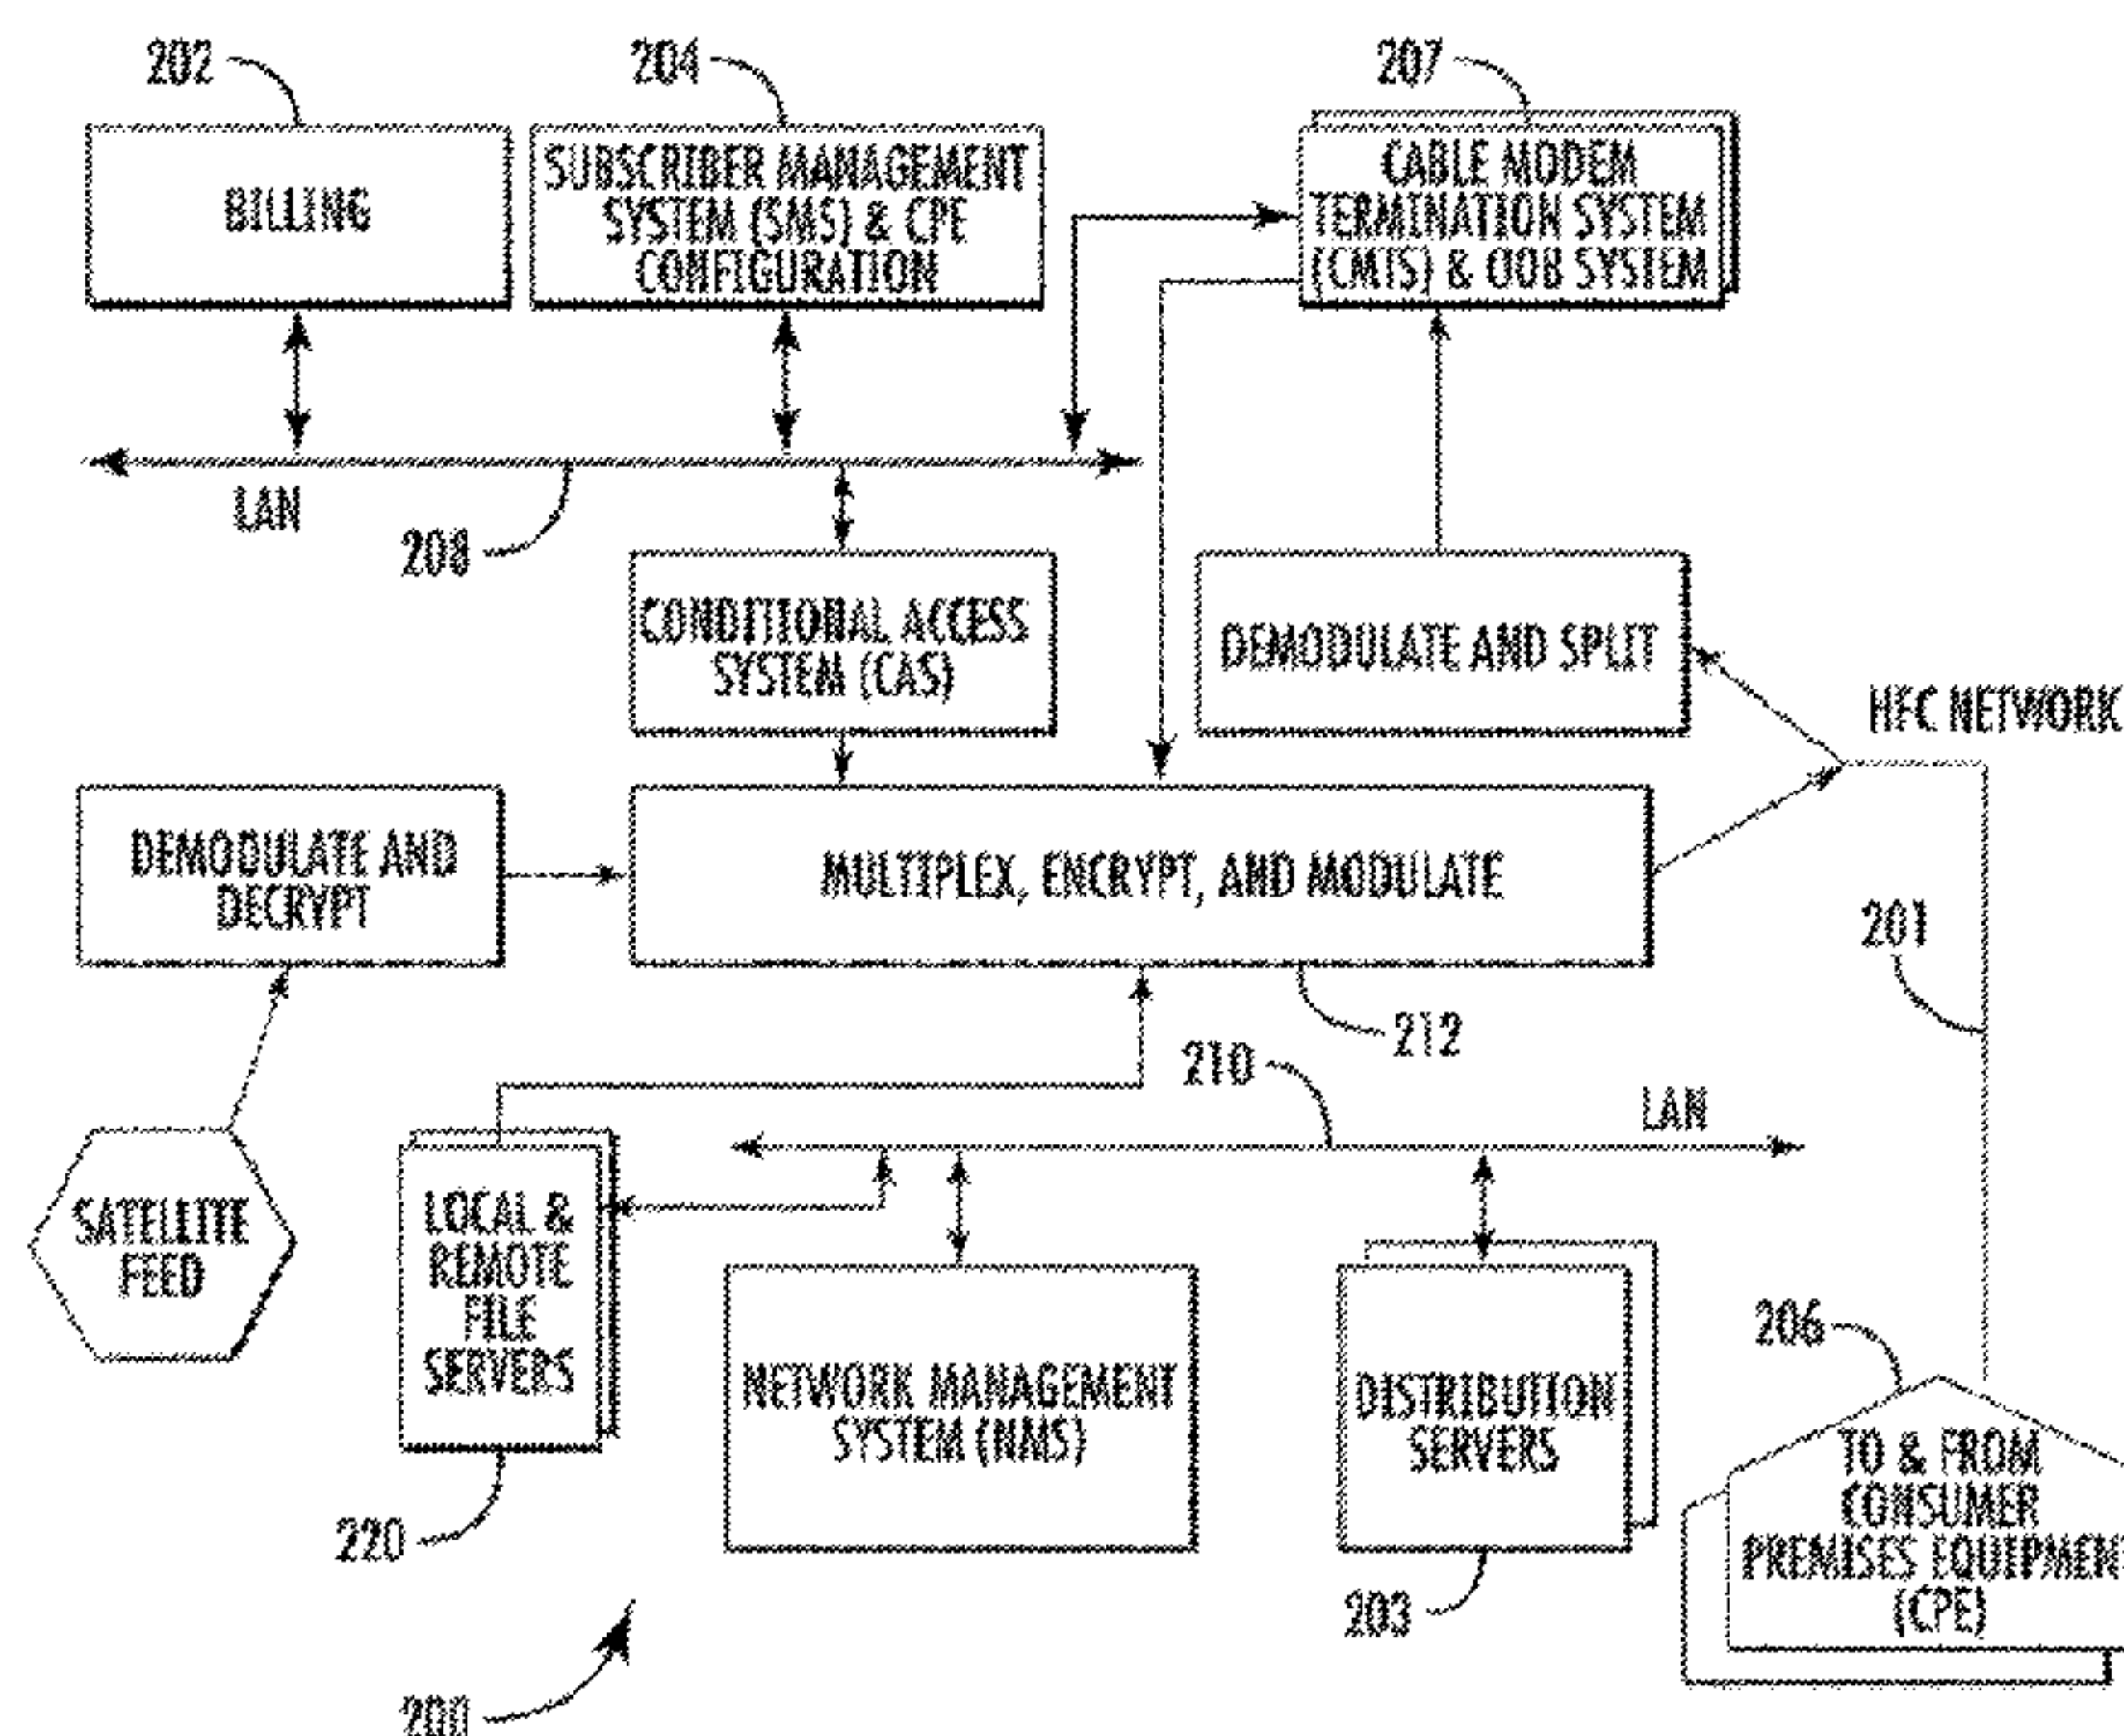 202
204
207
BILLING
SUBSCRIBER MANAGEMENT
SYSTEM (SMS) & CPE
CONFIGURATION
CABLE MODEM
TERMINATION SYSTEM
(CMTS) & OOB SYSTEM
LAN
208
CONDITIONAL ACCESS
SYSTEM (CAS)
DEMODULATE AND SPLIT
HFC NETWORK
DEMODULATE AND
DECRYPT
MULTIPLEX, ENCRYPT, AND MODULATE
201
212
210
LAN
SATELLITE
FEED
LOCAL &
REMOTE
FILE
SERVERS
206
NETWORK MANAGEMENT
SYSTEM (NMS)
DISTRIBUTION
SERVERS
TO & FROM
CONSUMER
PREMISES EQUIPMENT
(CPE)
220
203
200